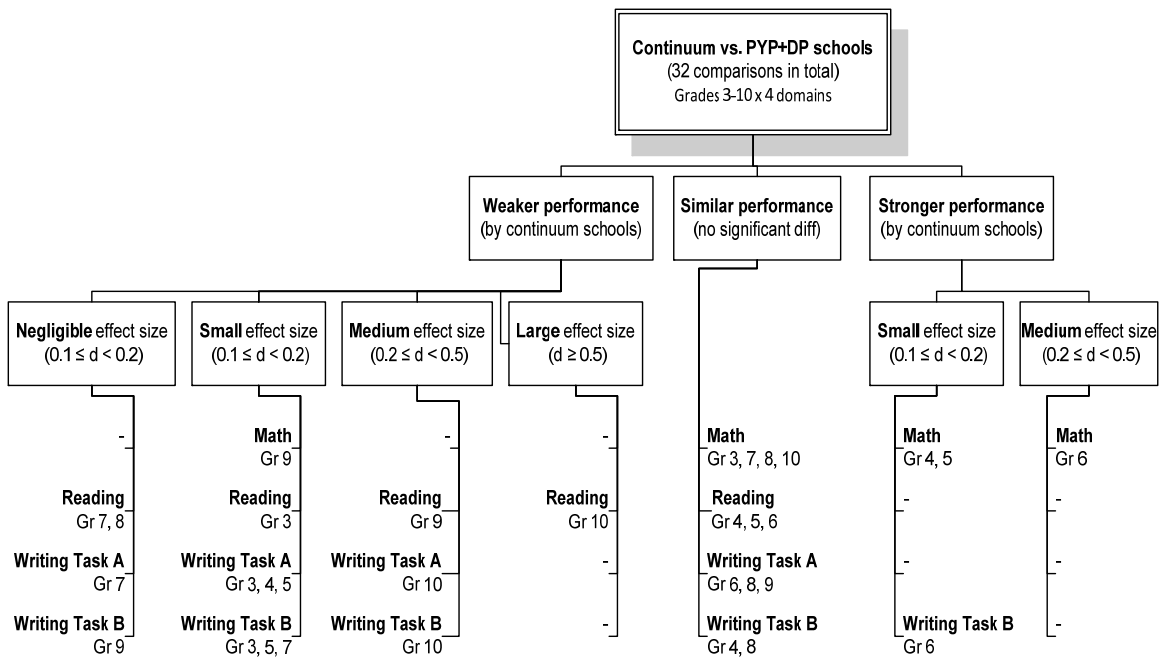 Continuum vs. PYP+DP schools
(32 comparisons in total)
Grades 3-10 x 4 domains
Weaker performance
(by continuum schools)
Similar performance
(no significant diff)
Stronger performance
(by continuum schools)
Negligible effect size
(0.1 ≤ d < 0.2)
Small effect size
(0.1 ≤ d < 0.2)
Medium effect size
(0.2 ≤ d < 0.5)
Large effect size
(d ≥ 0.5)
Small effect size
(0.1 ≤ d < 0.2)
Medium effect size
(0.2 ≤ d < 0.5)
-
Reading
Gr 7, 8
Writing Task A
Gr 7
Writing Task B
Gr 9
Math
Gr 9
Reading
Gr 3
Writing Task A
Gr 3, 4, 5
Writing Task B
Gr 3, 5, 7
-
Reading
Gr 9
Writing Task A
Gr 10
Writing Task B
Gr 10
-
Reading
Gr 10
-
-
Math
Gr 3, 7, 8, 10
Reading
Gr 4, 5, 6
Writing Task A
Gr 6, 8, 9
Writing Task B
Gr 4, 8
Math
Gr 4, 5
-
-
Writing Task B
Gr 6
Math
Gr 6
-
-
-